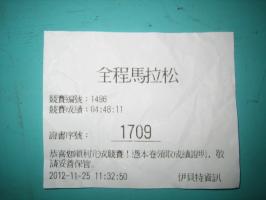 全程馬拉松
競賽編號：1486
競賽成績：04:48:11
證書序號：
1709
恭喜您順利完成競賽！憑本卷領取成績證明，敬
請妥善保管。
2012-11-25 11:32:50
伊貝特資訊